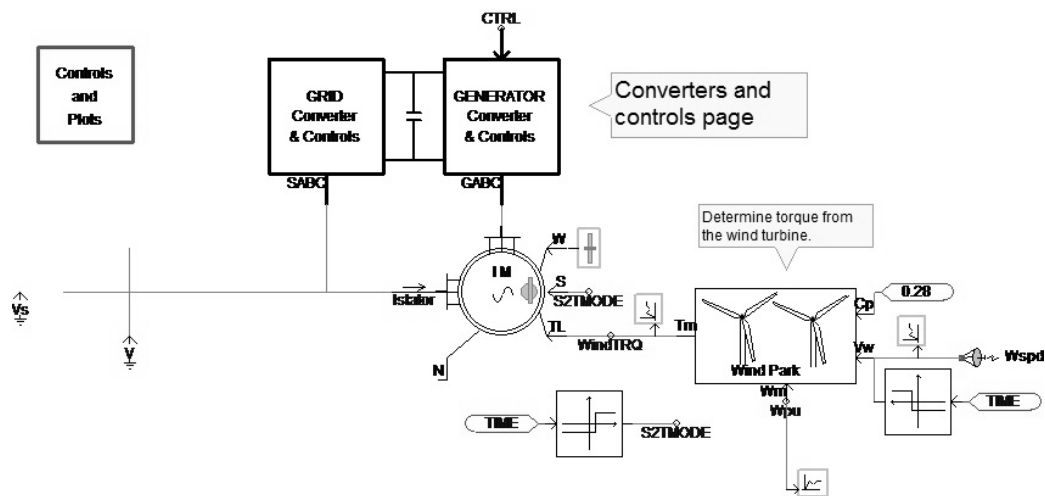 CTRL
Controls
and
Plots
GRID
Converter
& Controls
GENERATOR
Converter
& Controls
Converters and
controls page
SABC
GABC
Determine torque from
the wind turbine.
W
IM
S
S2TMODE
Istator
Vs
V
TL
WindTRQ
Tm
Cp
0.28
Vw
Wspd
Wind Park
Wm
Wpu
N
TIME
S2TMODE
TIME